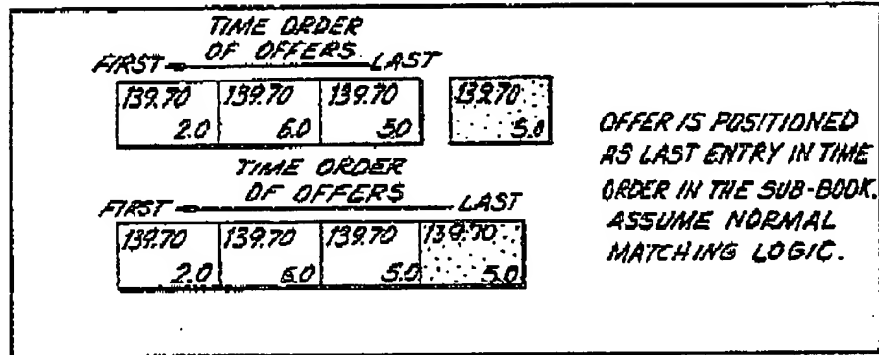 TIME ORDER
OF OFFERS
FIRST LAST
139.70 139.70 139.70 139.70
2.0 6.0 5.0 5.0
OFFER IS POSITIONED
AS LAST ENTRY IN TIME
ORDER IN THE SUB-BOOK.
ASSUME NORMAL
MATCHING LOGIC.
TIME ORDER
OF OFFERS
FIRST LAST
139.70 139.70 139.70 139.70
2.0 6.0 5.0 5.0